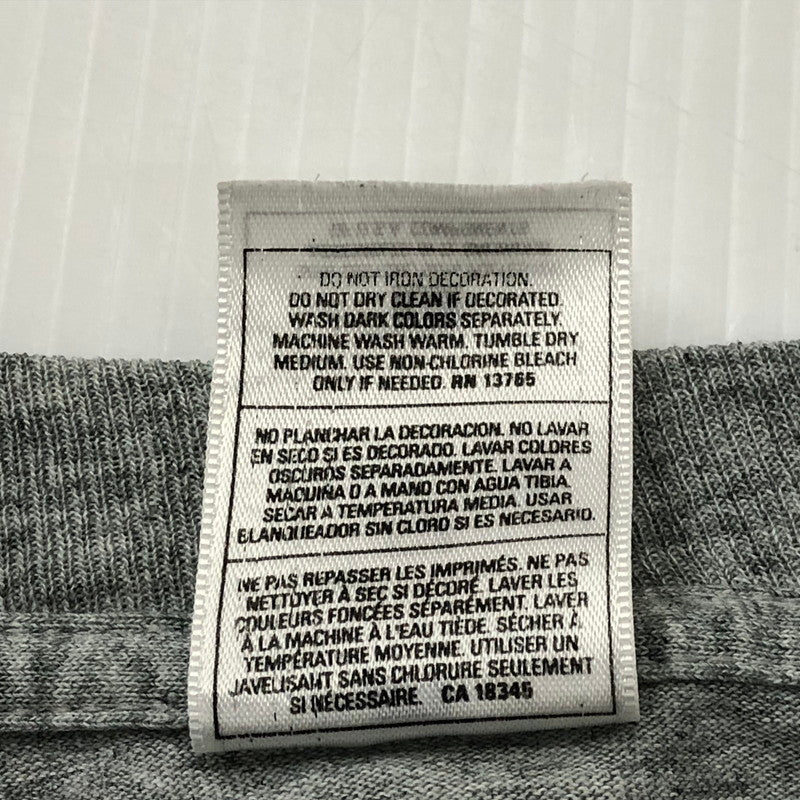 DO NOT IRON DECORATION.
DO NOT DRY CLEAN IF DECORATED.
WASH DARK COLORS SEPARATELY.
MACHINE WASH WARM. TUMBLE DRY
MEDIUM. USE NON-CHLORINE BLEACH
ONLY IF NEEDED. RN 13765
NO PLANCHAR LA DECORACION. NO LAVAR
EN SECO SI ES DECORADO. LAVAR COLORES
OSCUROS SEPARADAMENTE. LAVAR A
MAQUINA O A MANO CON AGUA TIBIA.
SECAR A TEMPERATURA MEDIA. USAR
BLANQUEADOR SIN CLORO SI ES NECESARIO.
NE PAS REPASSER LES IMPRIMÉS. NE PAS
NETTOYER À SEC SI DÉCORÉ. LAVER LES
COULEURS FONCÉES SÉPARÉMENT. LAVER
À LA MACHINE À L'EAU TIÈDE. SÉCHER À
TEMPÉRATURE MOYENNE. UTILISER UN
JAVELISANT SANS CHLORURE SEULEMENT
SI NÉCESSAIRE. CA 18345